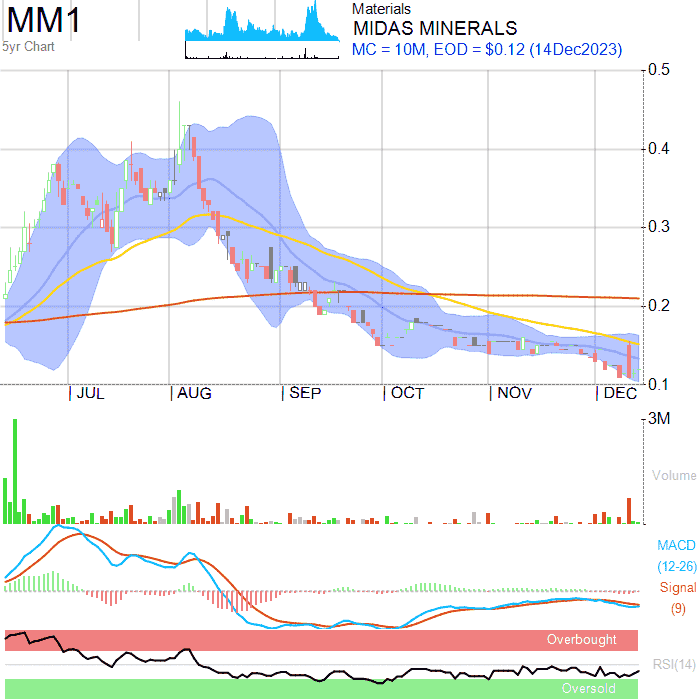 MM1
5yr Chart
Materials
MIDAS MINERALS
MC = 10M, EOD = $0.12 (14Dec2023)
0.5
0.4
0.3
0.2
0.1
JUL AUG SEP OCT NOV DEC
3M
Volume
MACD
(12-26)
Signal
(9)
Overbought
RSI(14)
Oversold